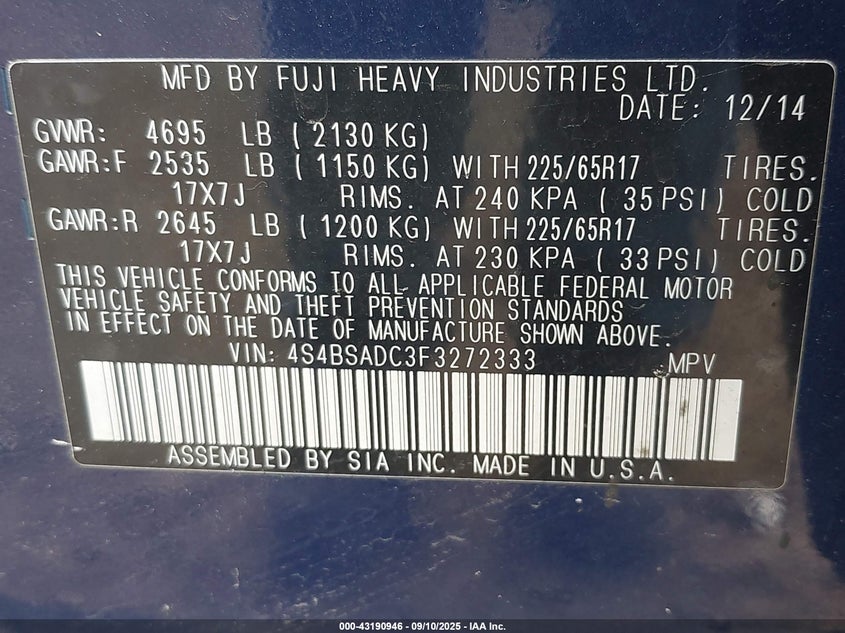 MFD BY FUJI HEAVY INDUSTRIES LTD.
DATE: 12/14
GVWR: 4695 LB ( 2130 KG)
GAWR:F 2535 LB ( 1150 KG) WITH 225/65R17 TIRES.
17X7J RIMS. AT 240 KPA ( 35 PSI) COLD
GAWR:R 2645 LB ( 1200 KG) WITH 225/65R17 TIRES.
17X7J RIMS. AT 230 KPA ( 33 PSI) COLD
THIS VEHICLE CONFORMS TO ALL APPLICABLE FEDERAL MOTOR
VEHICLE SAFETY AND THEFT PREVENTION STANDARDS
IN EFFECT ON THE DATE OF MANUFACTURE SHOWN ABOVE.
VIN: 4S4BSADC3F3272333 MPV
ASSEMBLED BY SIA INC. MADE IN U.S.A.
000-43190946 - 09/10/2025 - IAA Inc.